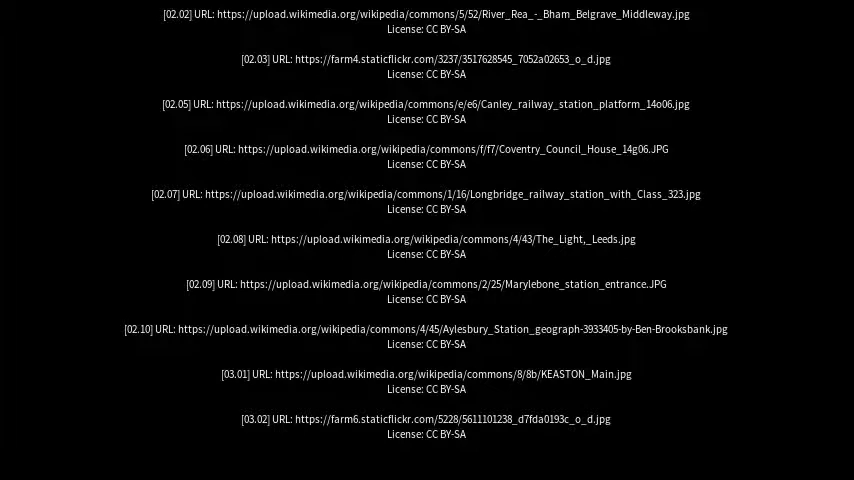 [02.02] URL: https://upload.wikimedia.org/wikipedia/commons/5/52/River_Rea_-_Bham_Belgrave_Middleway.jpg
License: CC BY-SA
[02.03] URL: https://farm4.staticflickr.com/3237/3517628545_7052a02653_o_d.jpg
License: CC BY-SA
[02.05] URL: https://upload.wikimedia.org/wikipedia/commons/e/e6/Canley_railway_station_platform_14o06.jpg
License: CC BY-SA
[02.06] URL: https://upload.wikimedia.org/wikipedia/commons/f/f7/Coventry_Council_House_14g06.JPG
License: CC BY-SA
[02.07] URL: https://upload.wikimedia.org/wikipedia/commons/1/16/Longbridge_railway_station_with_Class_323.jpg
License: CC BY-SA
[02.08] URL: https://upload.wikimedia.org/wikipedia/commons/4/43/The_Light,_Leeds.jpg
License: CC BY-SA
[02.09] URL: https://upload.wikimedia.org/wikipedia/commons/2/25/Marylebone_station_entrance.JPG
License: CC BY-SA
[02.10] URL: https://upload.wikimedia.org/wikipedia/commons/4/45/Aylesbury_Station_geograph-3933405-by-Ben-Brooksbank.jpg
License: CC BY-SA
[03.01] URL: https://upload.wikimedia.org/wikipedia/commons/8/8b/KEASTON_Main.jpg
License: CC BY-SA
[03.02] URL: https://farm6.staticflickr.com/5228/5611101238_d7fda0193c_o_d.jpg
License: CC BY-SA